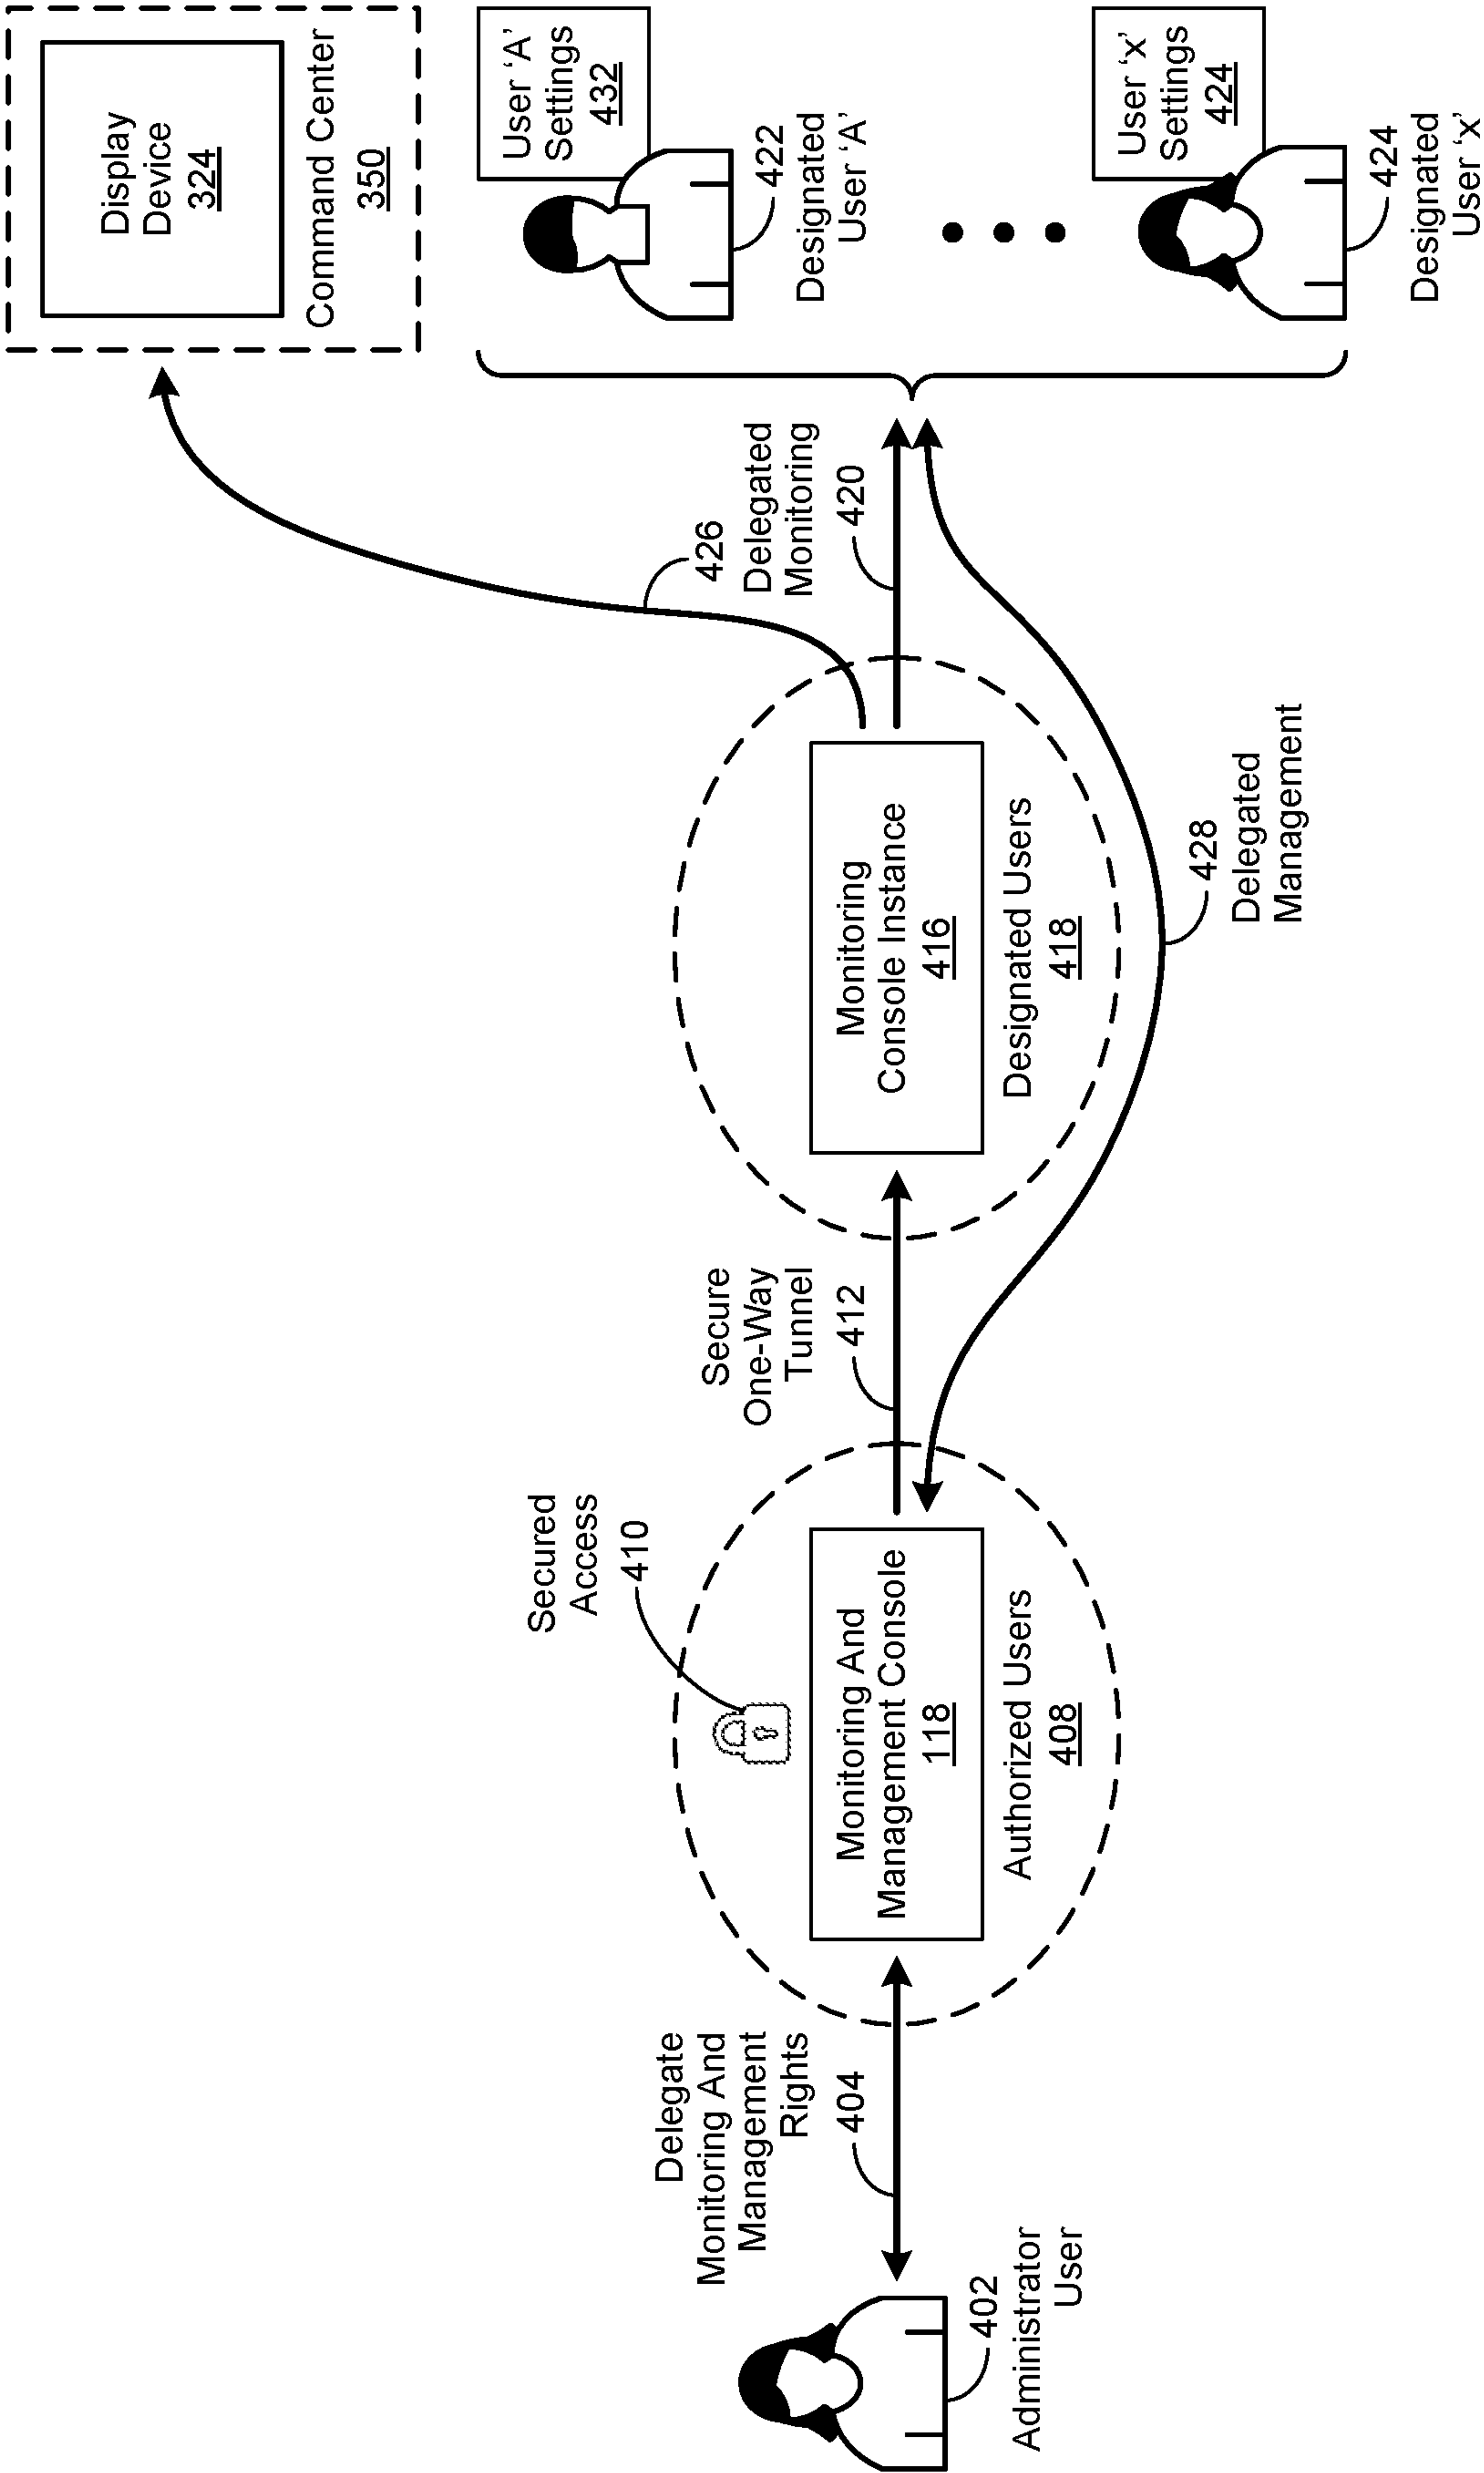 Display
Device
324
Command Center
350
User ‘A’
Settings
432
422
Designated
User ‘A’
User ‘x’
Settings
424
424
Designated
User ‘x’
426
Delegated
Monitoring
420
Monitoring
Console Instance
416
Designated Users
418
428
Delegated
Management
Secure
One-Way
Tunnel
412
Secured
Access
410
Monitoring And
Management Console
118
Authorized Users
408
Delegate
Monitoring And
Management
Rights
404
402
Administrator
User